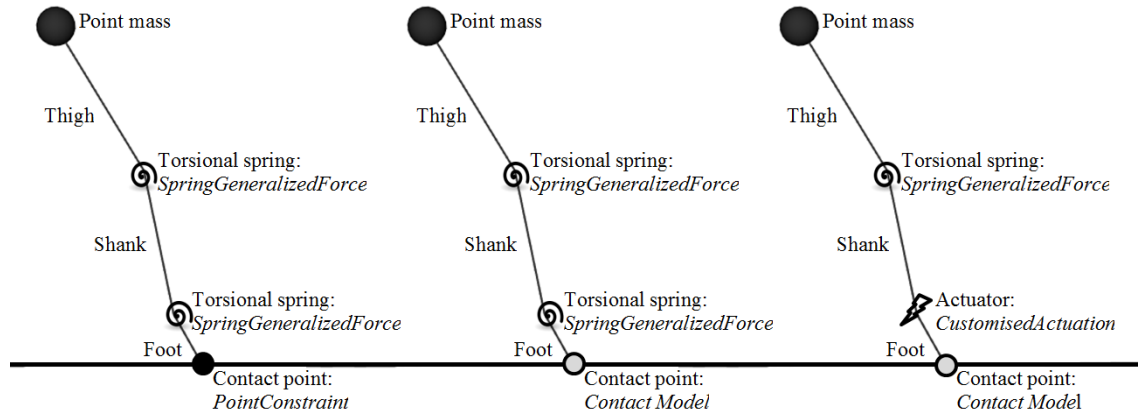 Point mass
Thigh
Torsional spring:
SpringGeneralizedForce
Shank
Torsional spring:
SpringGeneralizedForce
Foot
Contact point:
PointConstraint
Point mass
Thigh
Torsional spring:
SpringGeneralizedForce
Shank
Torsional spring:
SpringGeneralizedForce
Foot
Contact point:
Contact Model
Point mass
Thigh
Torsional spring:
SpringGeneralizedForce
Shank
Actuator:
CustomisedActuation
Foot
Contact point:
Contact Model